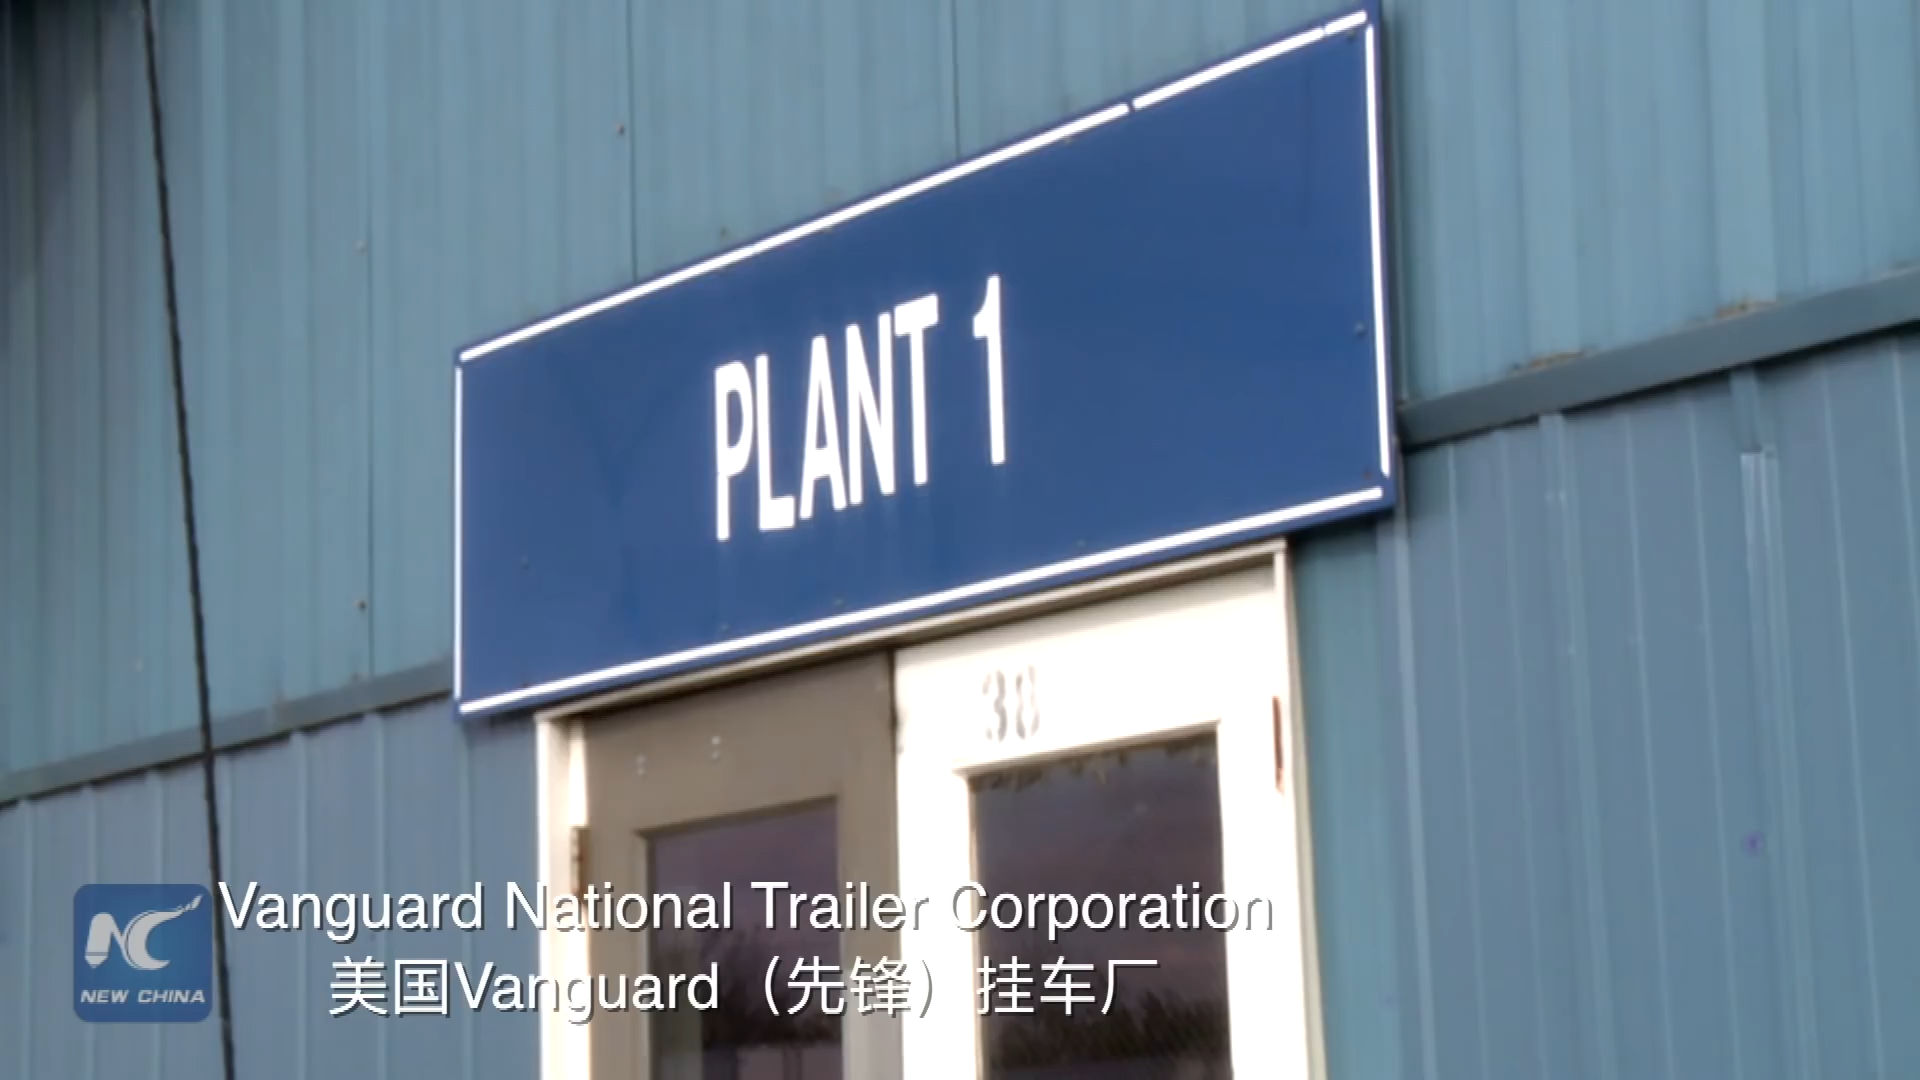 PLANT 1
38
Vanguard National Trailer Corporation
美国Vanguard（先锋）挂车厂
NC
NEW CHINA